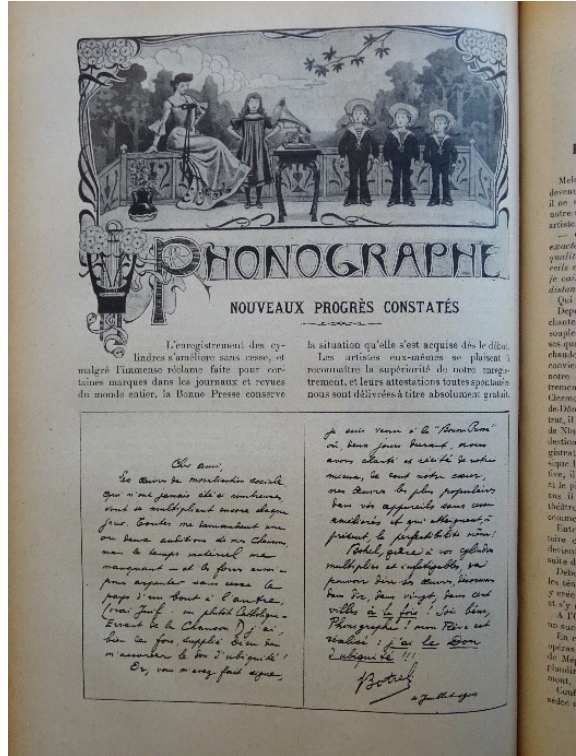 PHONOGRAPHE
NOUVEAUX PROGRÈS CONSTATÉS
L'enregistrement des cy-
lindres s'améliore sans cesse, et
malgré l'immense réclame faite pour cer-
taines marques dans les journaux et revues
du monde entier, la Bonne Presse conserve
la situation qu'elle s'est acquise dès le début.
Les artistes eux-mêmes se plaisent à
reconnaître la supériorité de notre enregis-
trement, et leurs attestations toutes spontanées
nous sont délivrées à titre absolument gratuit.
Cher ami,
Les œuvres de moralisation sociale
qui n'ont jamais été si nombreuses,
vont se multipliant encore chaque
jour. Toutes me demandent une
ou deux auditions de mes chansons,
mais le temps matériel me
manquant — et les forces aussi —
pour arpenter sans cesse le
pays d'un bout à l'autre,
(vrai Juif — ou plutôt Catholique —
Errant de la Chanson !) j'ai,
bien des fois, supplié Dieu de
m'accorder le don d'ubiquité !
Or, vous m'avez fait signe,
je suis venu à la "Bonne Presse"
où, deux jours durant, nous
avons chanté et récité de notre
mieux, de tout notre cœur,
nos Œuvres les plus populaires
dans vos appareils sans cesse
améliorés et qui atteignent, à
présent, la perfectibilité même !
Botrel, grâce à vos cylindres
multipliés et infatigables, va
pouvoir dire ses œuvres, désormais
dans dix, dans vingt, dans cent
villes à la fois ! Sois béni,
Phonographe ! mon Rêve est
réalisé : j'ai le Don
d'ubiquité !!!
Botrel